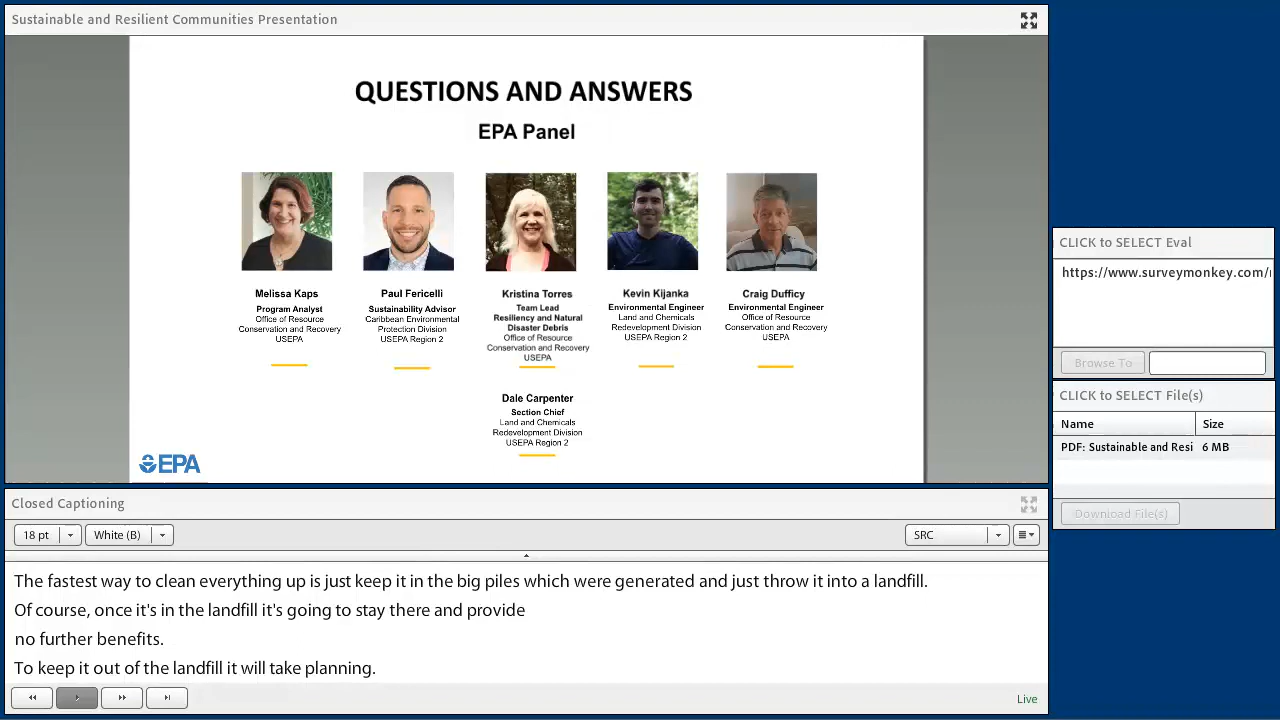 Sustainable and Resilient Communities Presentation
QUESTIONS AND ANSWERS
EPA Panel
Melissa Kaps
Program Analyst
Office of Resource
Conservation and Recovery
USEPA
Paul Fericelli
Sustainability Advisor
Caribbean Environmental
Protection Division
USEPA Region 2
Kristina Torres
Team Lead
Resiliency and Natural
Disaster Debris
Office of Resource
Conservation and Recovery
USEPA
Kevin Kijanka
Environmental Engineer
Land and Chemicals
Redevelopment Division
USEPA Region 2
Craig Dufficy
Environmental Engineer
Office of Resource
Conservation and Recovery
USEPA
Dale Carpenter
Section Chief
Land and Chemicals
Redevelopment Division
USEPA Region 2
EPA
CLICK to SELECT Eval
https://www.surveymonkey.com/
Browse To
CLICK to SELECT File(s)
Name Size
PDF: Sustainable and Resi 6 MB
Download File(s)
Closed Captioning
18 pt White (B) SRC
The fastest way to clean everything up is just keep it in the big piles which were generated and just throw it into a landfill.
Of course, once it's in the landfill it's going to stay there and provide
no further benefits.
To keep it out of the landfill it will take planning.
Live